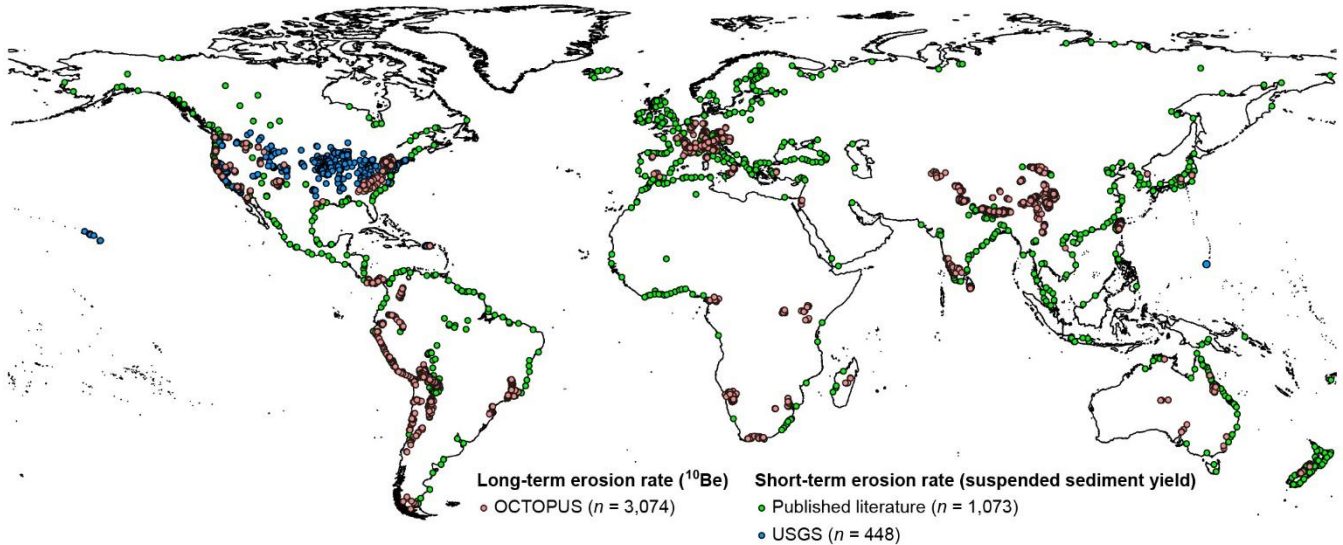 Long-term erosion rate (¹⁰Be)
OCTOPUS (n = 3,074)
Short-term erosion rate (suspended sediment yield)
Published literature (n = 1,073)
USGS (n = 448)